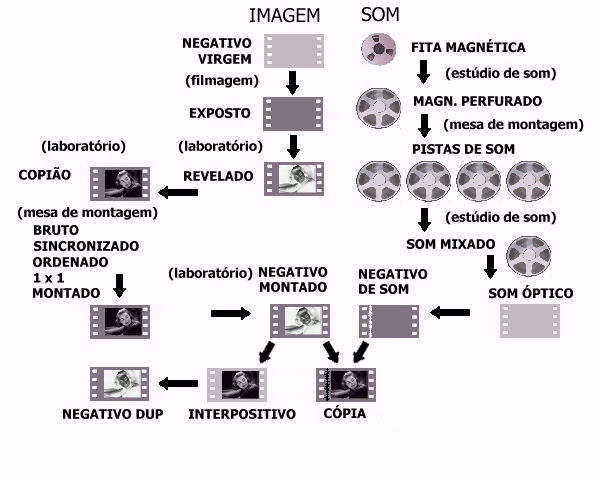 IMAGEM
SOM
NEGATIVO
VIRGEM
FITA MAGNÉTICA
(filmagem)
(estúdio de som)
EXPOSTO
MAGN. PERFURADO
(laboratório)
(laboratório)
(mesa de montagem)
PISTAS DE SOM
COPIÃO
REVELADO
(mesa de montagem)
BRUTO
SINCRONIZADO
ORDENADO
1 x 1
MONTADO
(estúdio de som)
SOM MIXADO
(laboratório)
NEGATIVO
MONTADO
NEGATIVO
DE SOM
SOM ÓPTICO
NEGATIVO DUP
INTERPOSITIVO
CÓPIA